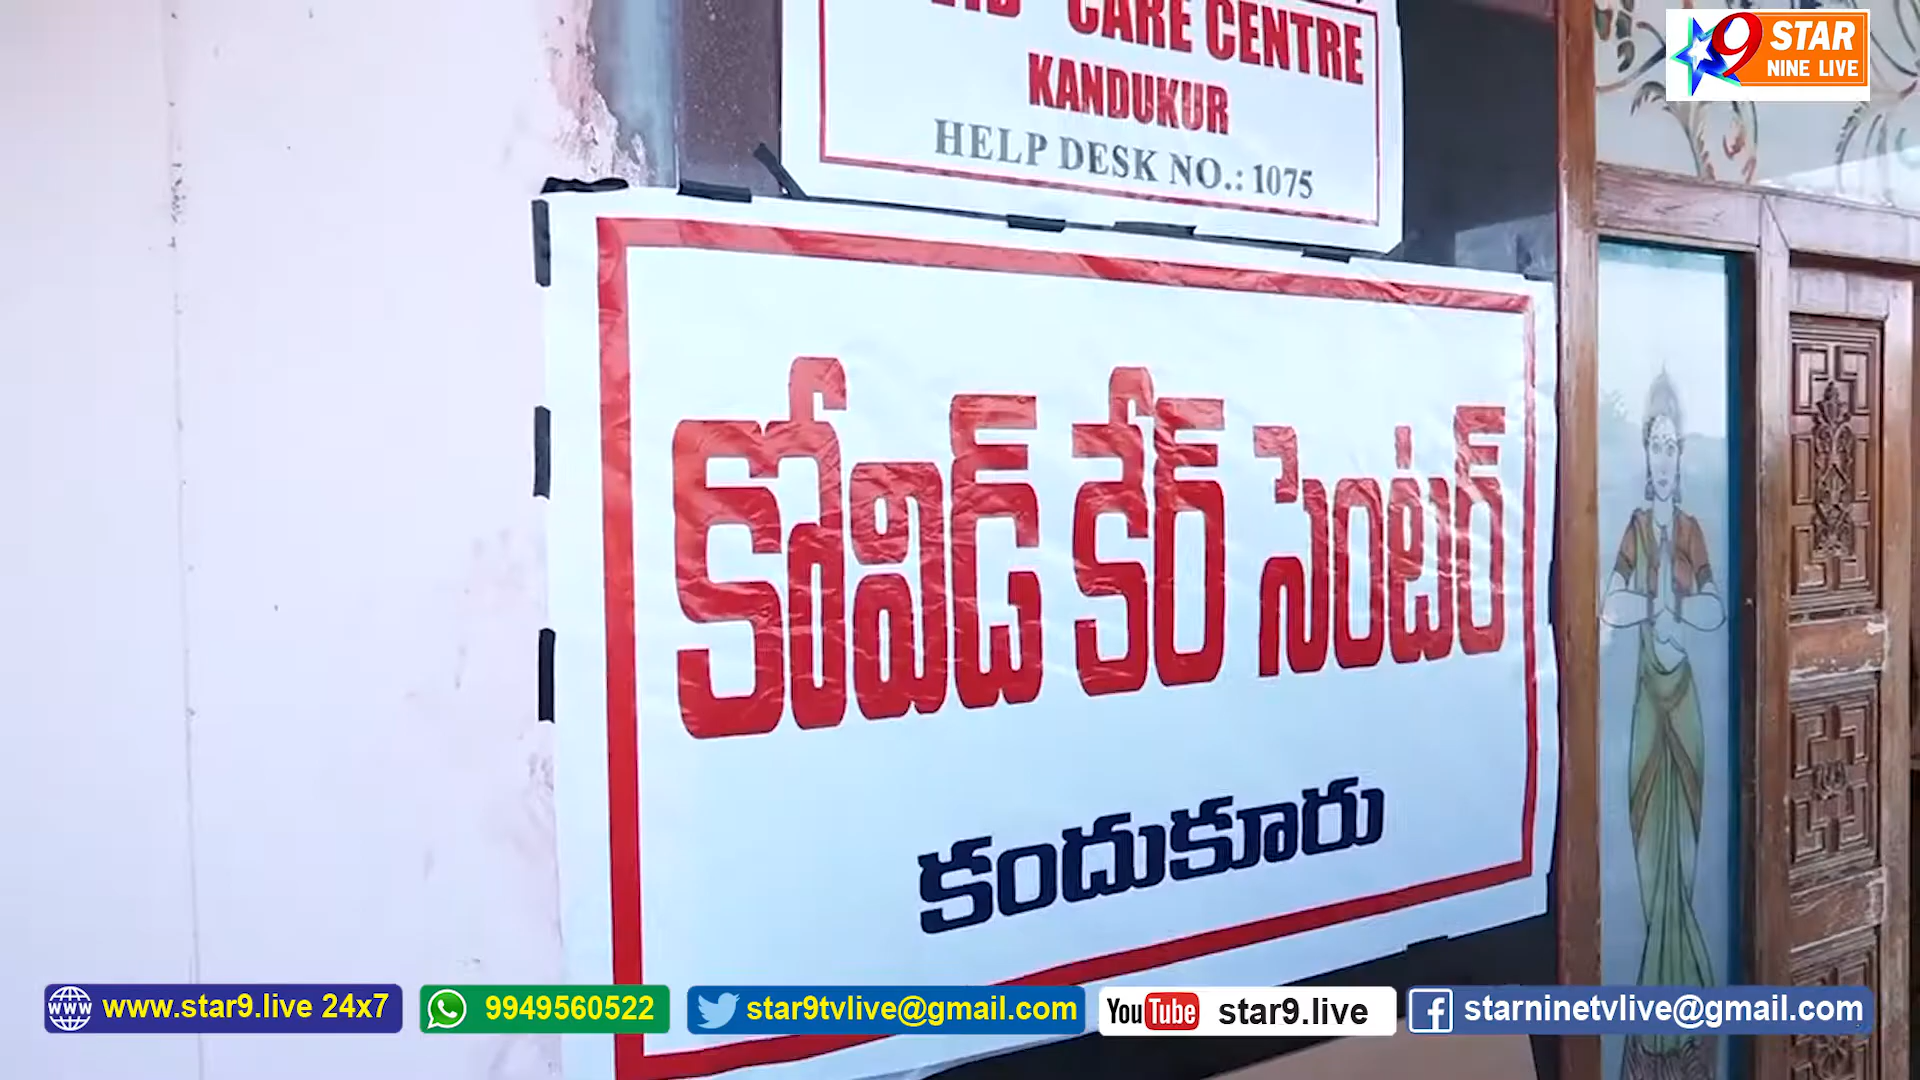 CARE CENTRE
KANDUKUR
HELP DESK NO.: 1075
కోవిడ్ కేర్ సెంటర్
కందుకూరు
9 STAR
NINE LIVE
www.star9.live 24x7
9949560522
star9tvlive@gmail.com
YouTube star9.live
starninetvlive@gmail.com